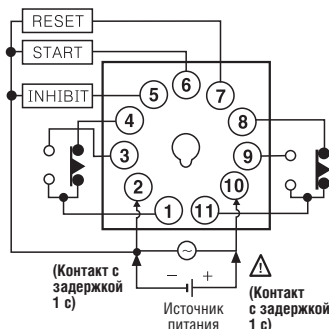 RESET
START
INHIBIT
6
5
7
4
8
3
9
2
10
1
11
− +
(Контакт с
задержкой
1 с)
Источник
питания
(Контакт
с задержкой
1 с)